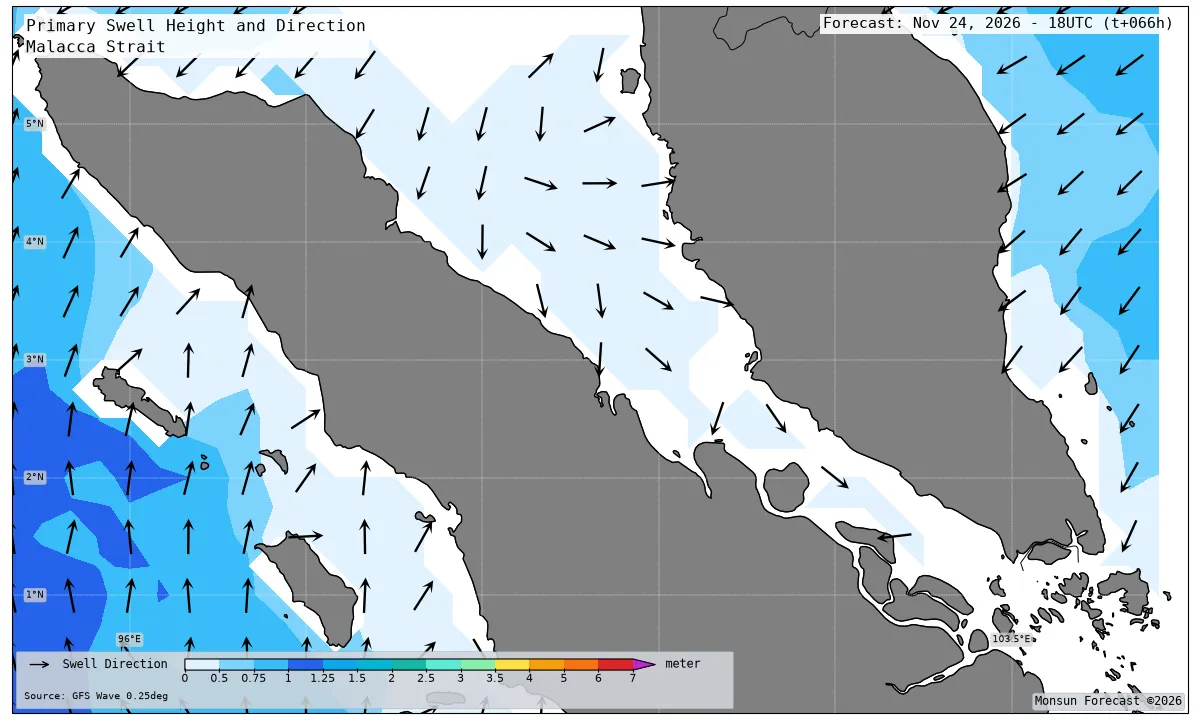 Primary Swell Height and Direction
Forecast: Nov 24, 2026 - 18UTC (t+066h)
Malacca Strait
5°N
4°N
3°N
2°N
1°N
96°E
103.5°E
Swell Direction
meter
0 0.5 0.75 1 1.25 1.5 2 2.5 3 3.5 4 5 6 7
Source: GFS Wave 0.25deg
Monsun Forecast ©2026